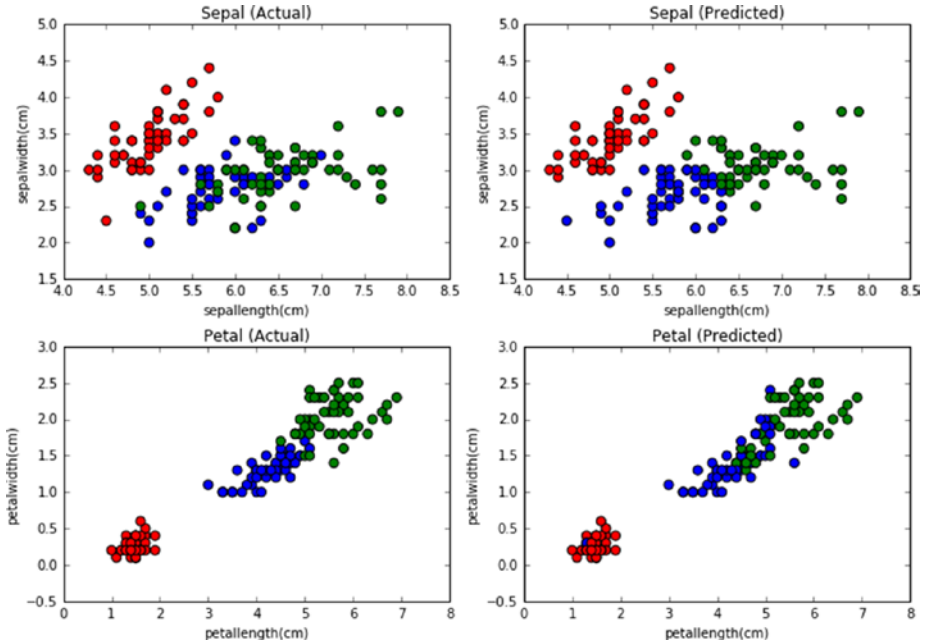 Sepal (Actual)
5.0
4.5
4.0
3.5
3.0
2.5
2.0
1.5
sepalwidth(cm)
4.0 4.5 5.0 5.5 6.0 6.5 7.0 7.5 8.0 8.5
sepallength(cm)
Sepal (Predicted)
5.0
4.5
4.0
3.5
3.0
2.5
2.0
1.5
sepalwidth(cm)
4.0 4.5 5.0 5.5 6.0 6.5 7.0 7.5 8.0 8.5
sepallength(cm)
Petal (Actual)
3.0
2.5
2.0
1.5
1.0
0.5
0.0
−0.5
petalwidth(cm)
0 1 2 3 4 5 6 7 8
petallength(cm)
Petal (Predicted)
3.0
2.5
2.0
1.5
1.0
0.5
0.0
−0.5
petalwidth(cm)
0 1 2 3 4 5 6 7 8
petallength(cm)